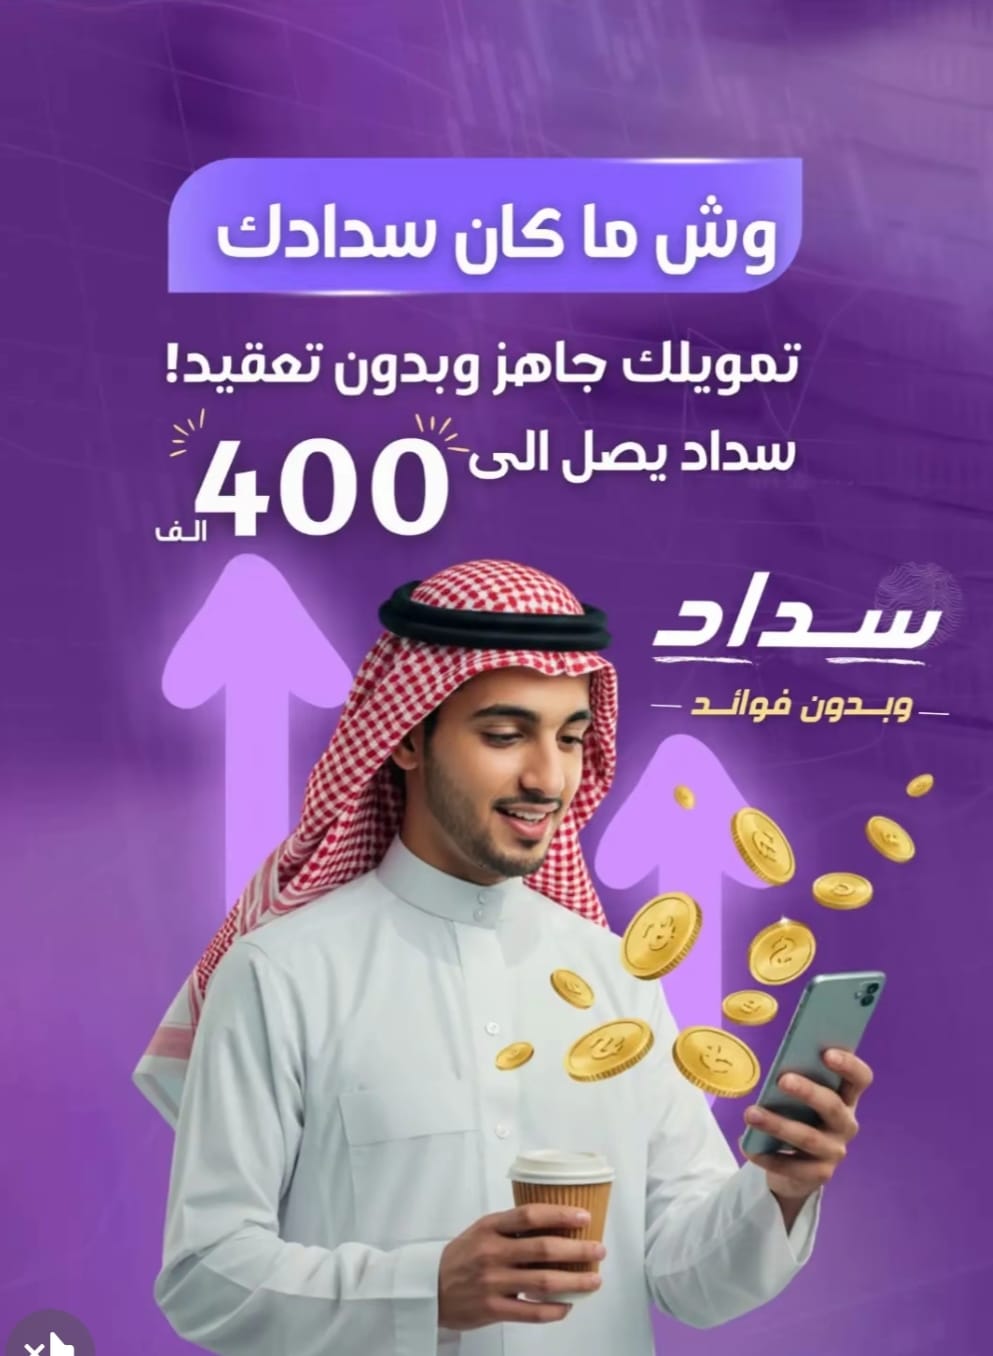 وش ما كان سدادك
تمويلك جاهز وبدون تعقيد!
سداد يصل الى 400 الف
سداد
وبدون فوائد